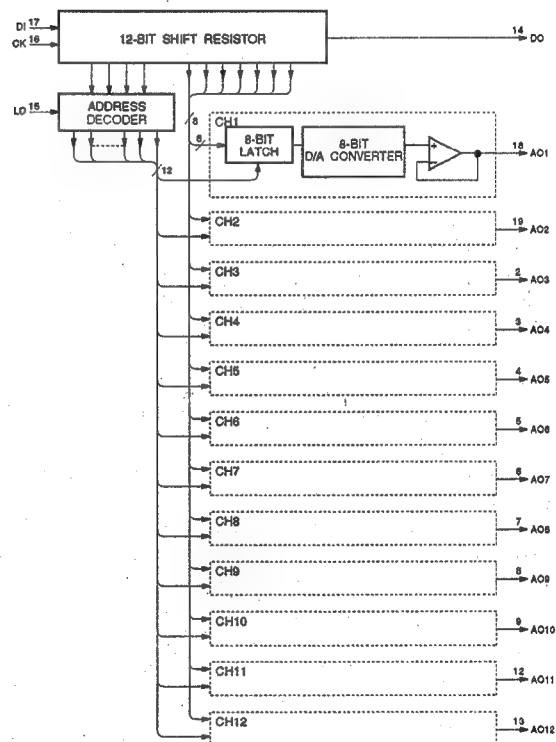 DI 17
CK 16
12-BIT SHIFT RESISTOR
14 DO
LD 15
ADDRESS DECODER
8
12
CH1
8
8-BIT LATCH
8-BIT D/A CONVERTER
+
−
18 AO1
CH2
19 AO2
CH3
2 AO3
CH4
3 AO4
CH5
4 AO5
CH6
5 AO6
CH7
6 AO7
CH8
7 AO8
CH9
8 AO9
CH10
9 AO10
CH11
12 AO11
CH12
13 AO12